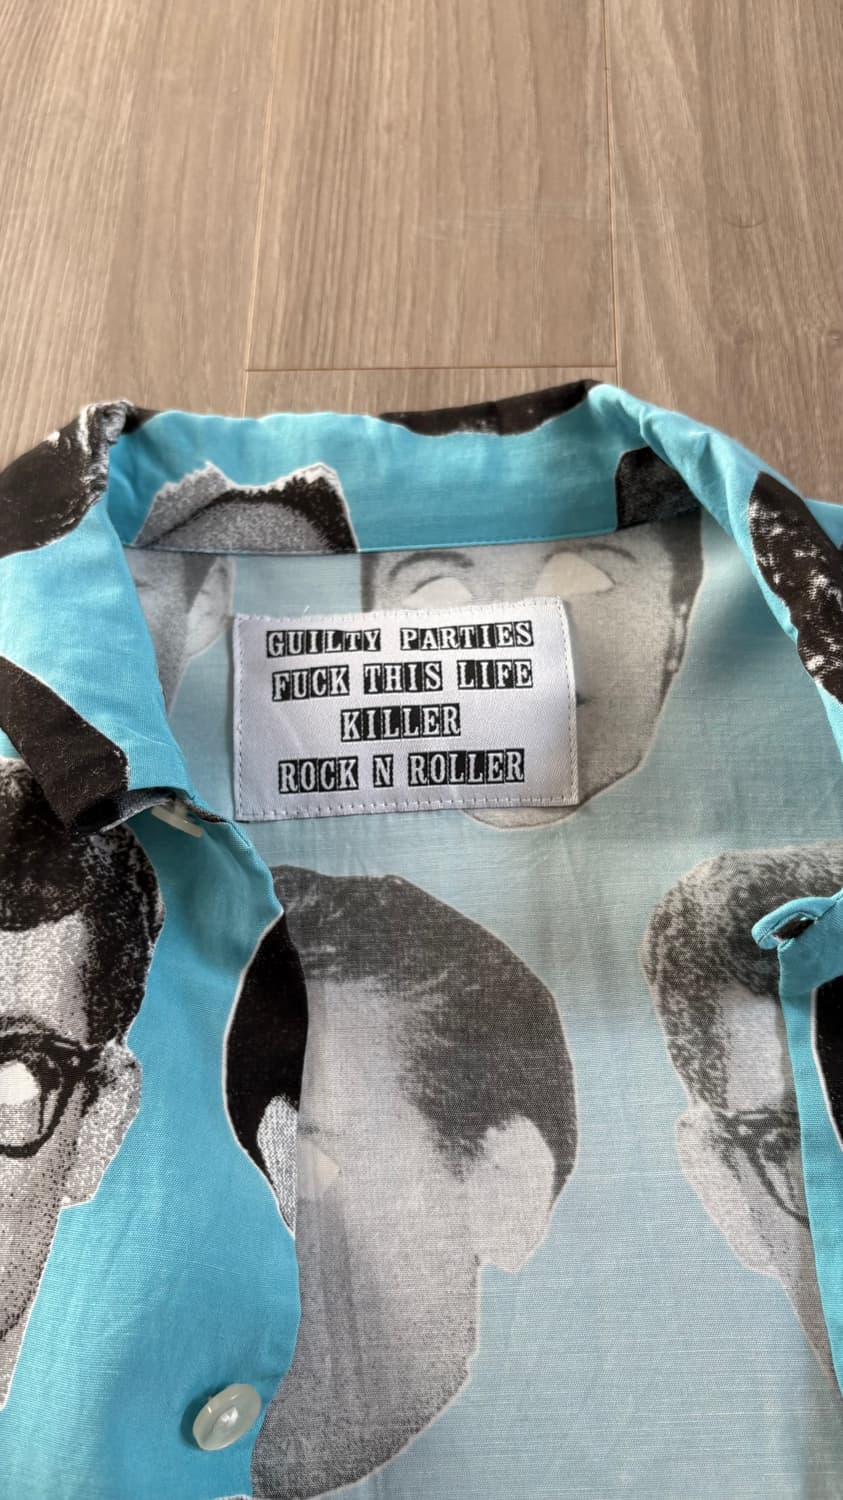 GUILTY PARTIES
FUCK THIS LIFE
KILLER
ROCK N ROLLER